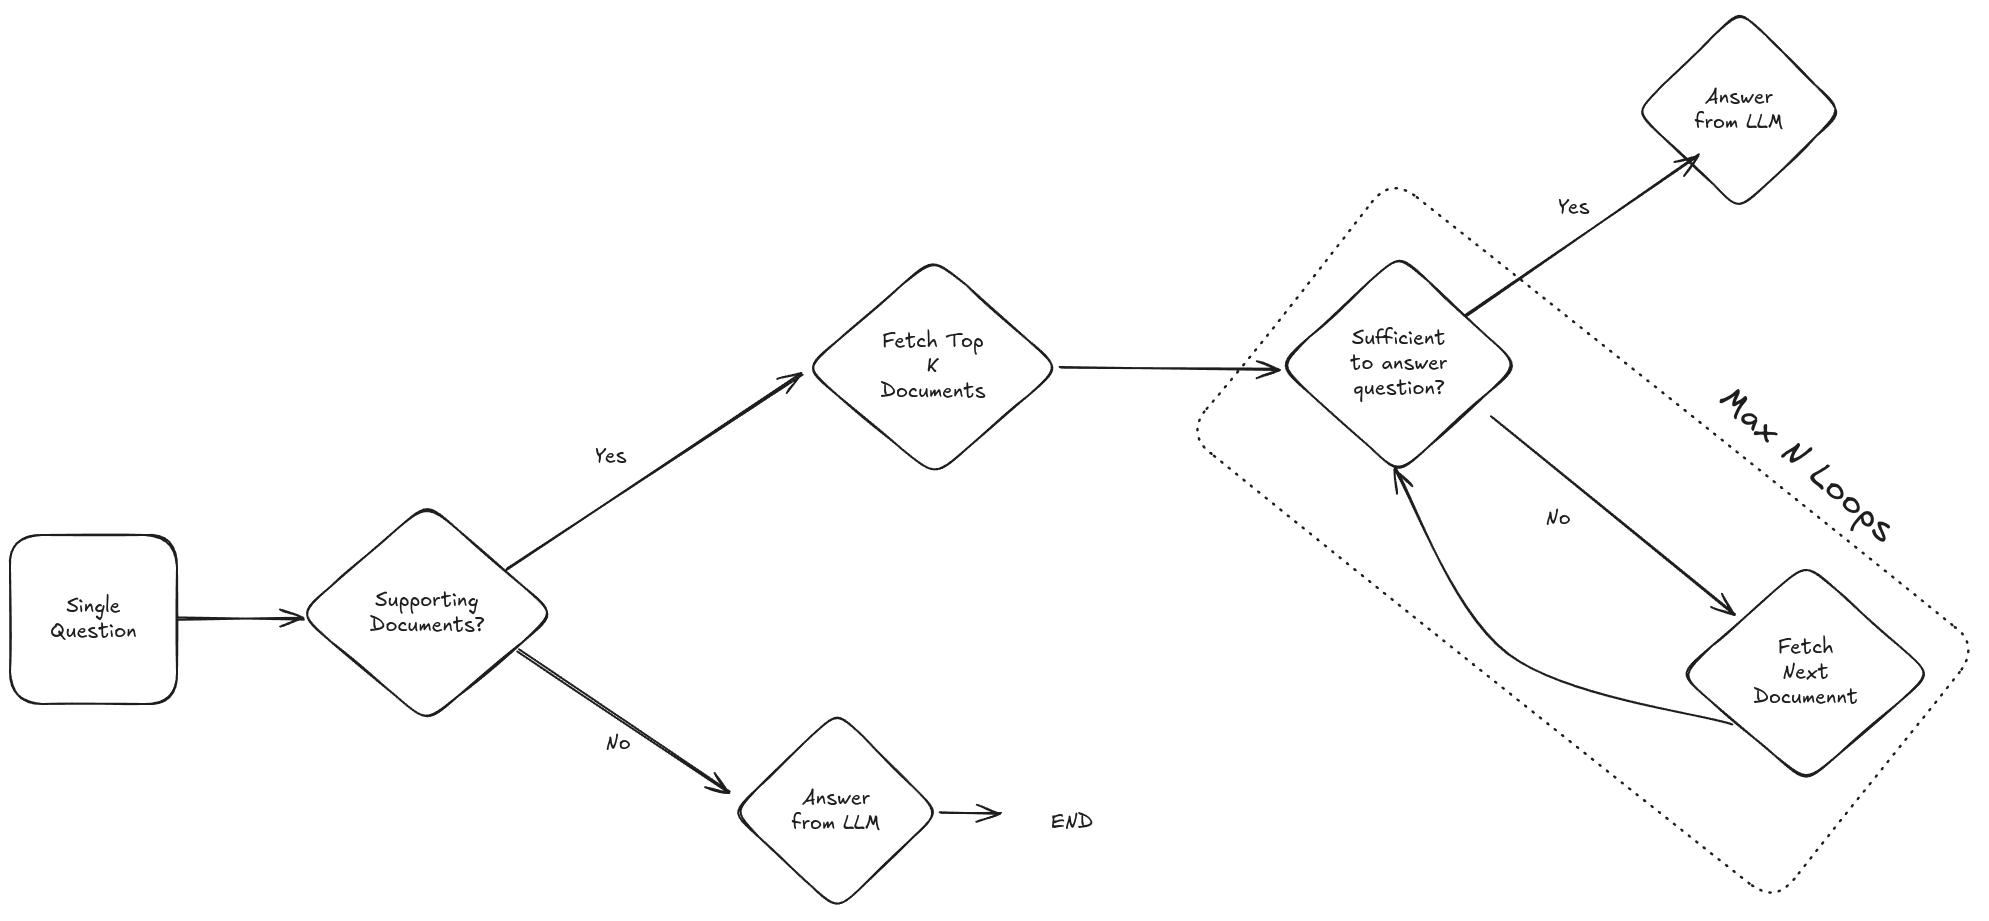 Single
Question
Supporting
Documents?
Yes
No
Fetch Top
K
Documents
Answer
from LLM
END
Sufficient
to answer
question?
Yes
No
Answer
from LLM
Fetch
Next
Documennt
Max N Loops